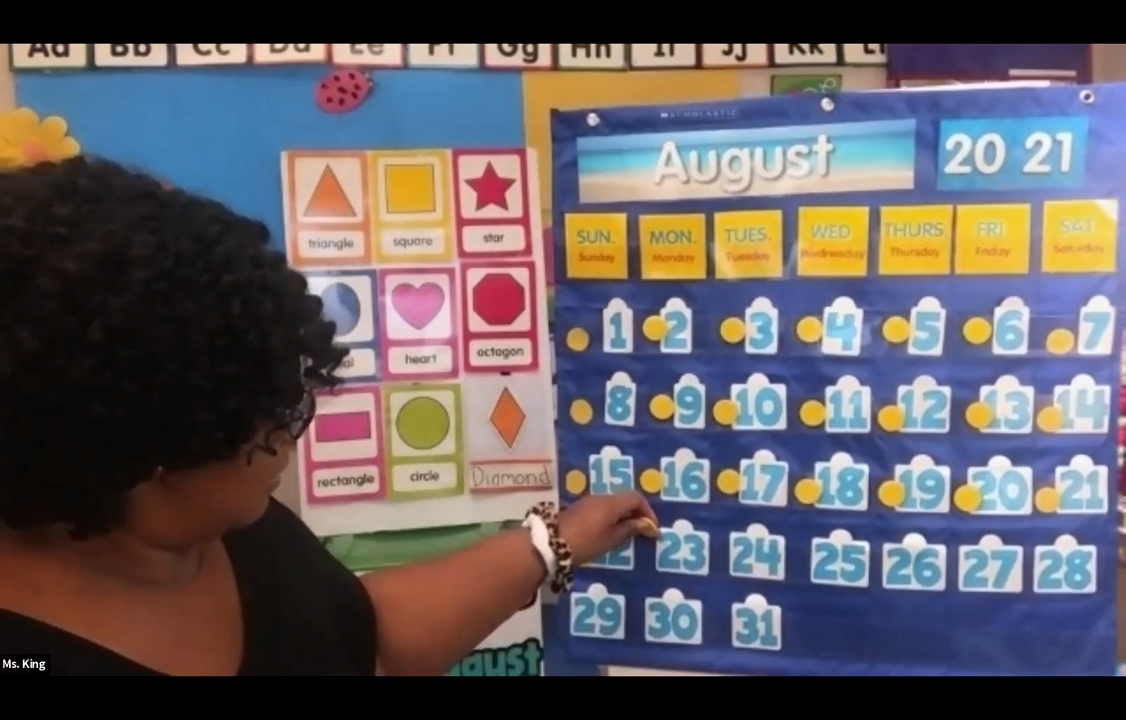 Aa Bb Cc Dd Ee Ff Gg Hh Ii Jj Kk Ll
SCHOLASTIC
August 20 21
SUN. MON. TUES. WED. THURS FRI. SAT.
Sunday Monday Tuesday Wednesday Thursday Friday Saturday
triangle square star
heart octagon
rectangle circle Diamond
1 2 3 4 5 6 7
8 9 10 11 12 13 14
15 16 17 18 19 20 21
22 23 24 25 26 27 28
29 30 31
Ms. King